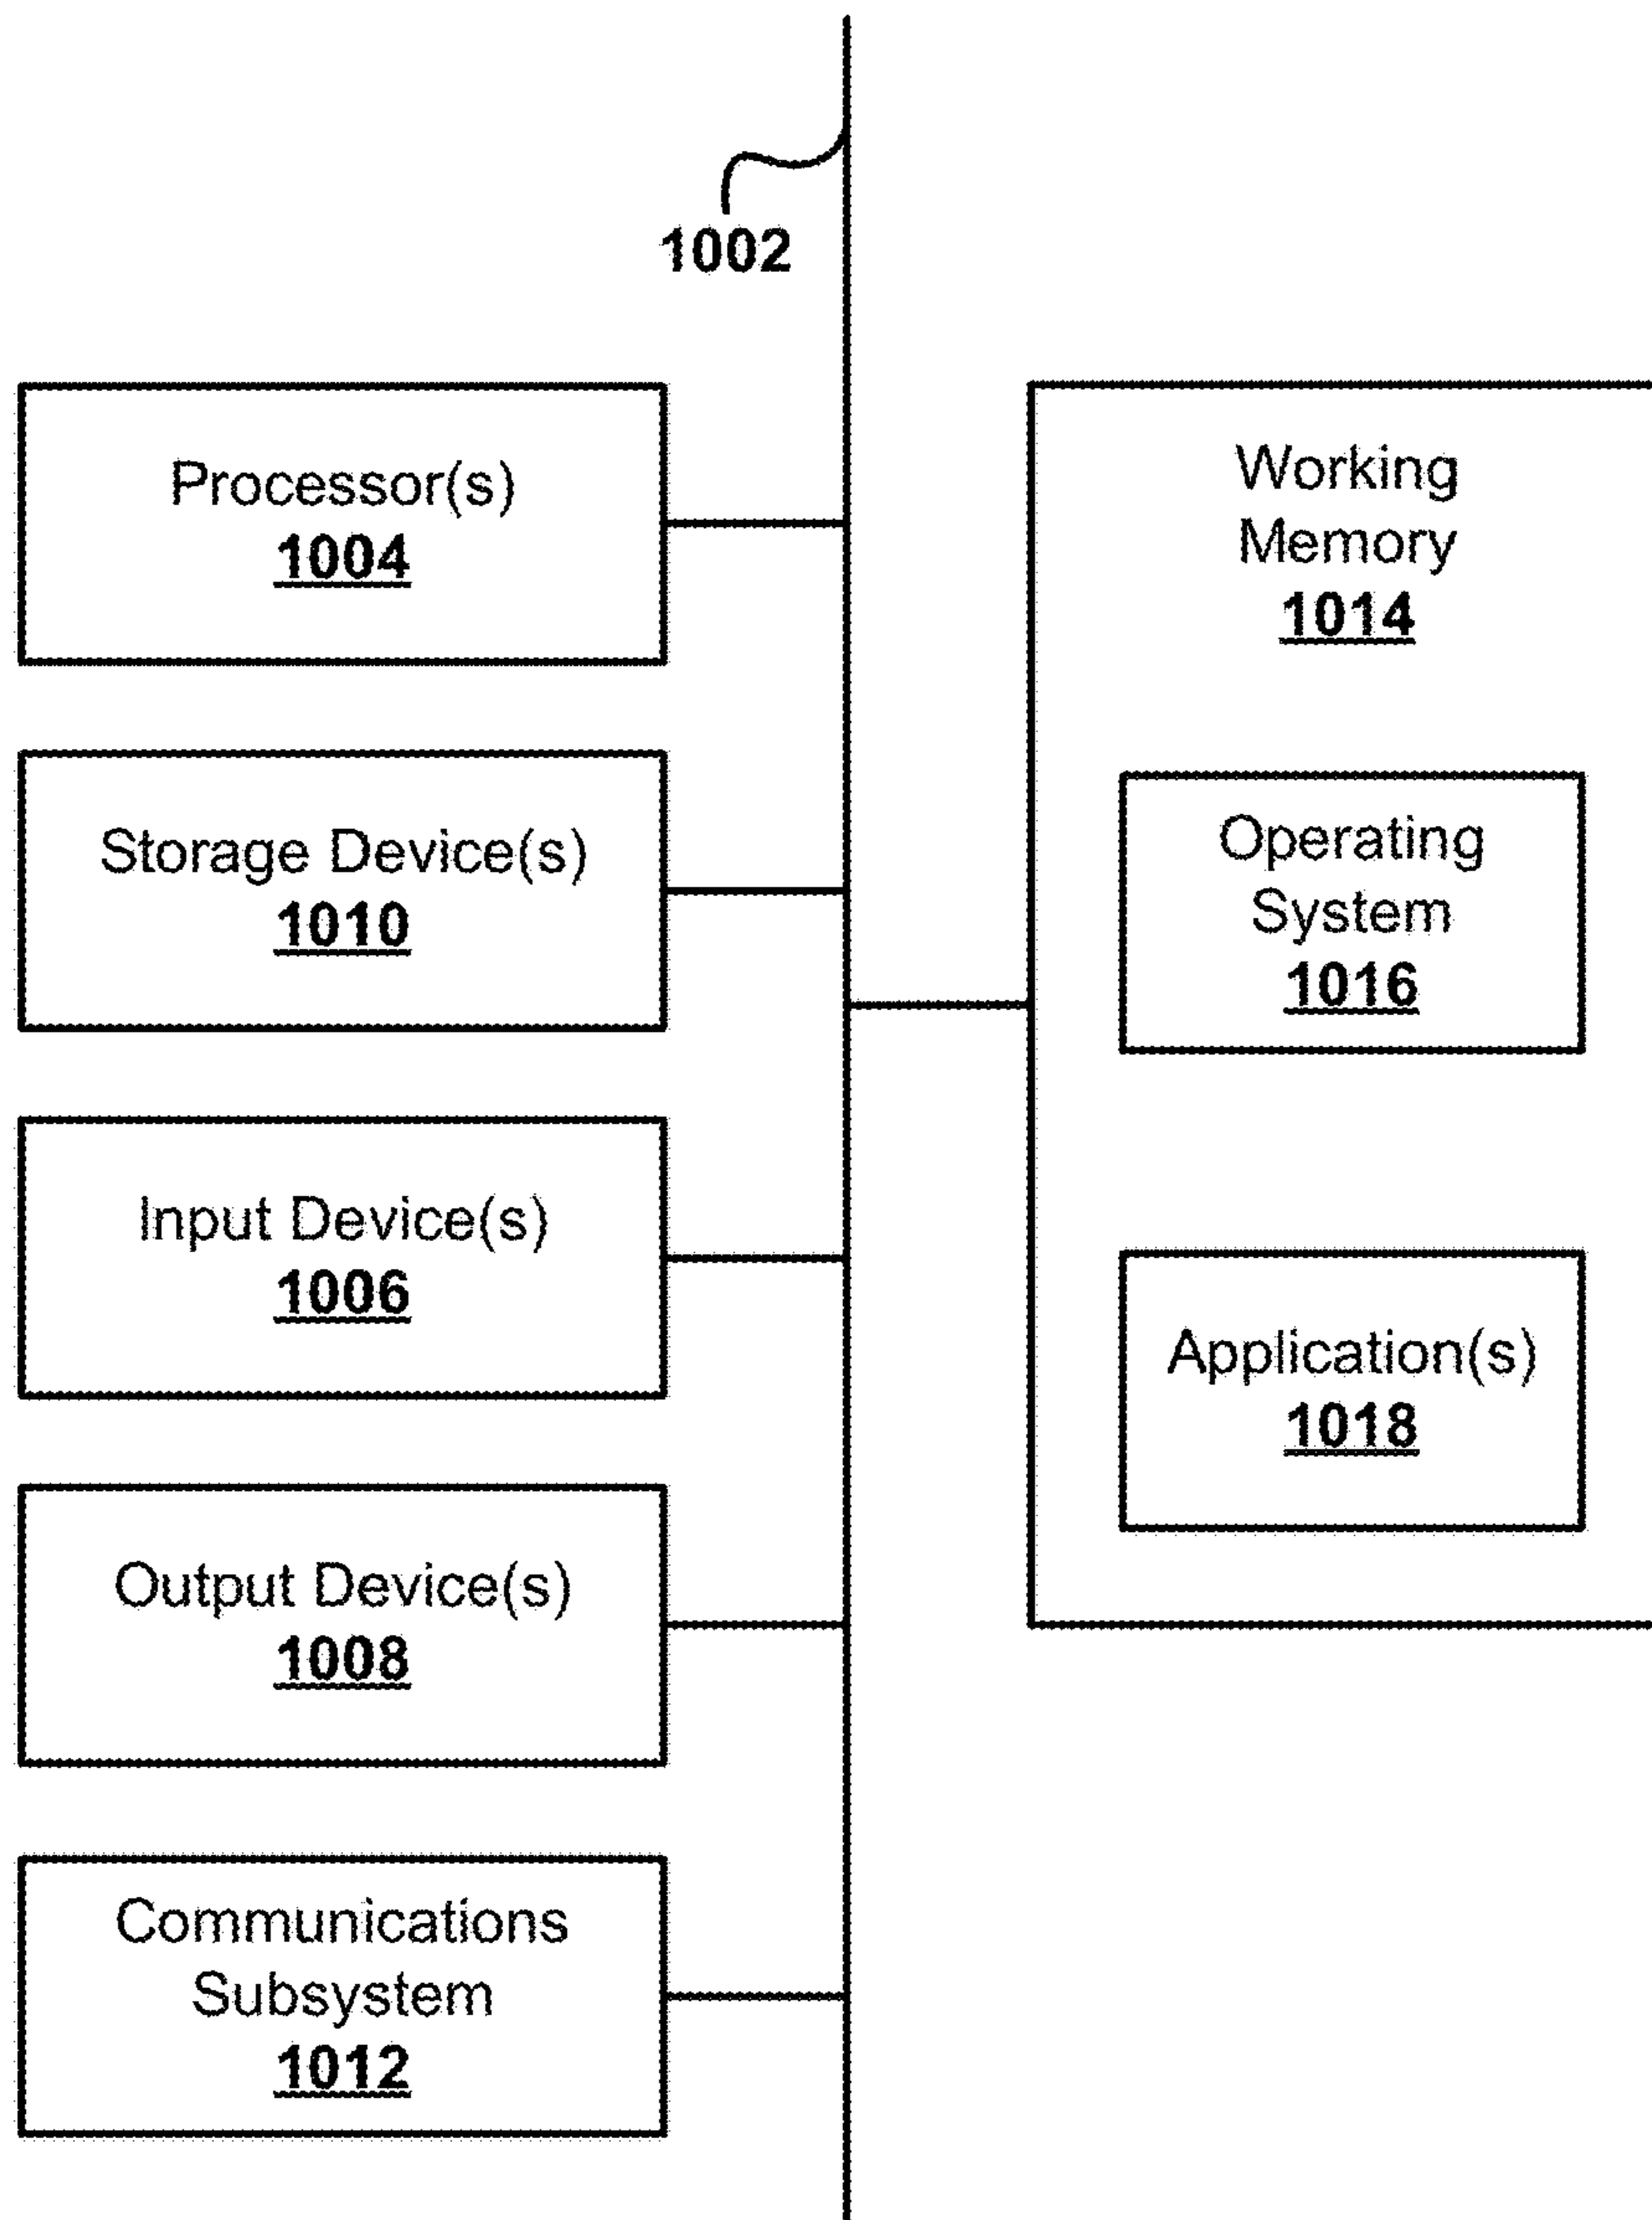 1002
Processor(s)
1004
Storage Device(s)
1010
Input Device(s)
1006
Output Device(s)
1008
Communications
Subsystem
1012
Working
Memory
1014
Operating
System
1016
Application(s)
1018